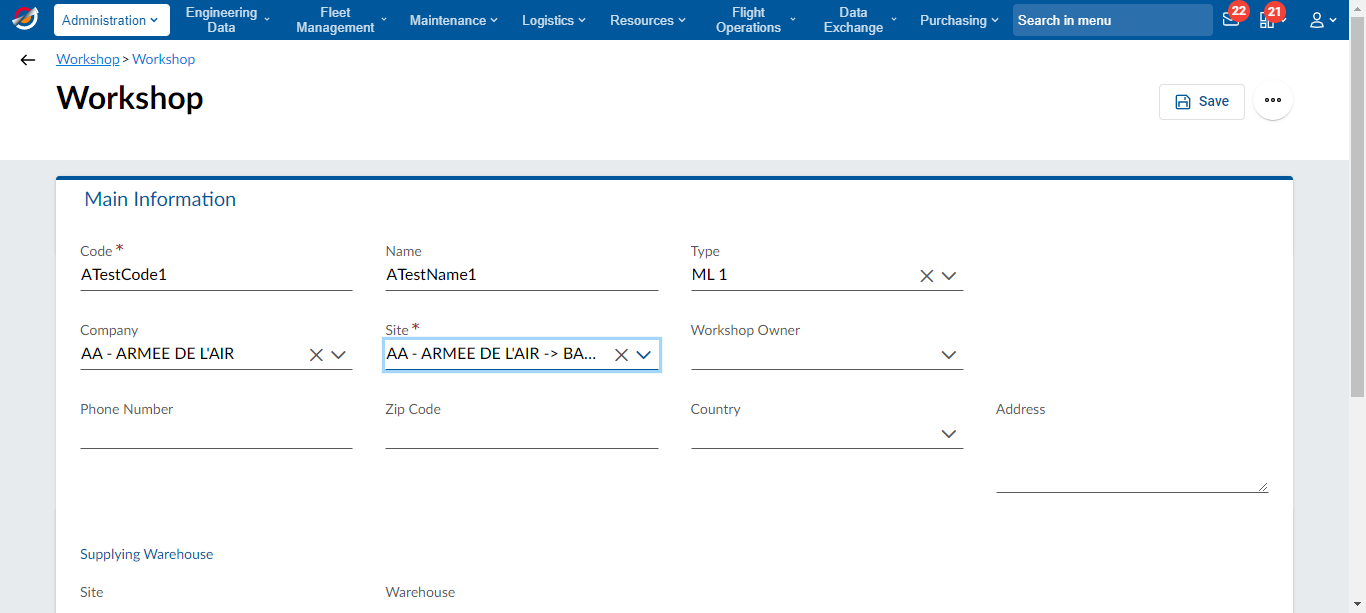 Administration
Engineering Data
Fleet Management
Maintenance
Logistics
Resources
Flight Operations
Data Exchange
Purchasing
Search in menu
22
21
Workshop > Workshop
Workshop
Save
Main Information
Code *
Name
Type
ATestCode1
ATestName1
ML 1
Company
Site *
Workshop Owner
AA - ARMEE DE L'AIR
AA - ARMEE DE L'AIR -> BA...
Phone Number
Zip Code
Country
Address
Supplying Warehouse
Site
Warehouse